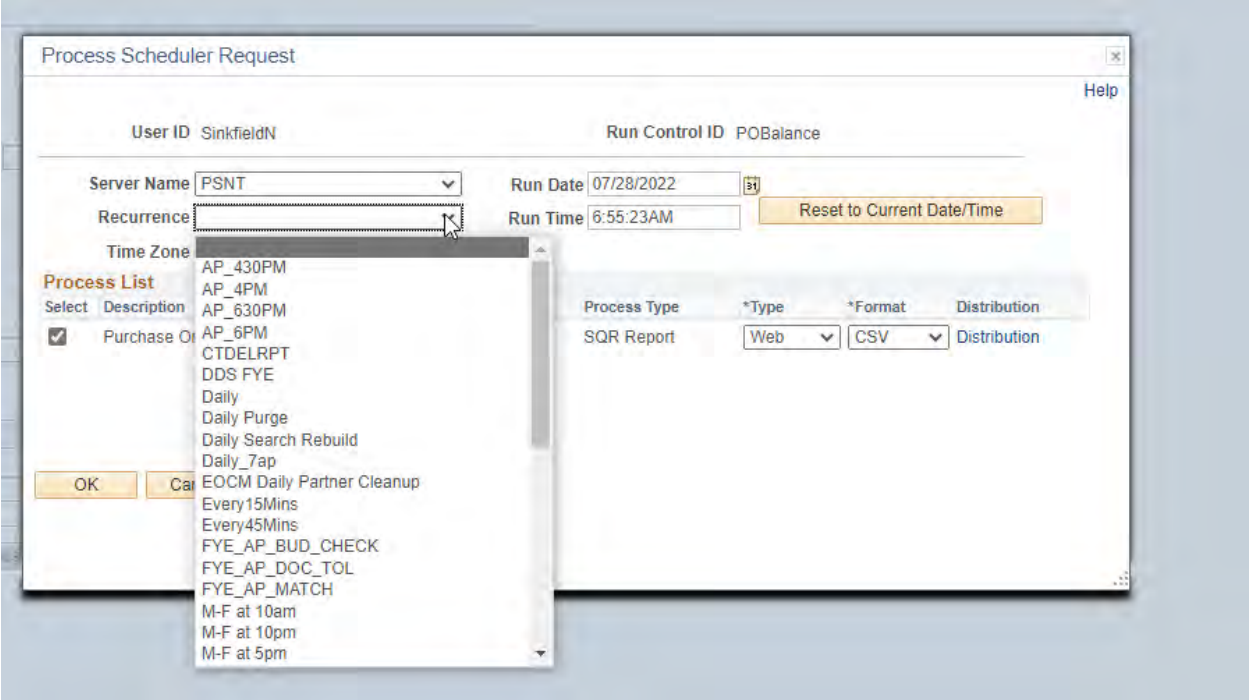 Process Scheduler Request
Help
User ID SinkfieldN Run Control ID POBalance
Server Name PSNT Run Date 07/28/2022
Recurrence Run Time 6:55:23AM Reset to Current Date/Time
Time Zone
Process List
Select Description Process Type *Type *Format Distribution
Purchase SQR Report Web CSV Distribution
OK
AP_430PM
AP_4PM
AP_630PM
AP_6PM
CTDELRPT
DDS FYE
Daily
Daily Purge
Daily Search Rebuild
Daily_7ap
EOCM Daily Partner Cleanup
Every15Mins
Every45Mins
FYE_AP_BUD_CHECK
FYE_AP_DOC_TOL
FYE_AP_MATCH
M-F at 10am
M-F at 10pm
M-F at 5pm